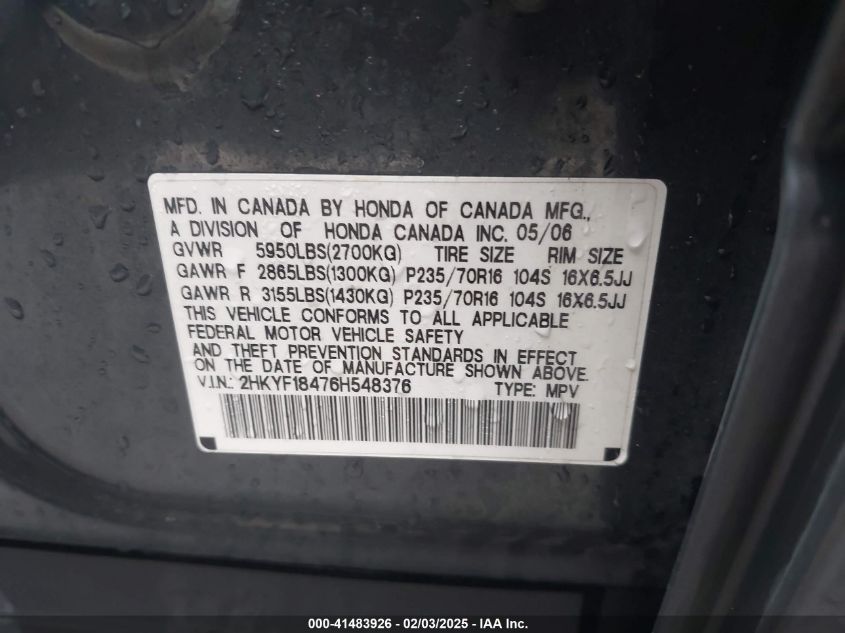 MFD. IN CANADA BY HONDA OF CANADA MFG.,
A DIVISION OF HONDA CANADA INC. 05/06
GVWR 5950LBS(2700KG) TIRE SIZE RIM SIZE
GAWR F 2865LBS(1300KG) P235/70R16 104S 16X6.5JJ
GAWR R 3155LBS(1430KG) P235/70R16 104S 16X6.5JJ
THIS VEHICLE CONFORMS TO ALL APPLICABLE
FEDERAL MOTOR VEHICLE SAFETY
AND THEFT PREVENTION STANDARDS IN EFFECT
ON THE DATE OF MANUFACTURE SHOWN ABOVE.
V.I.N.: 2HKYF18476H548376 TYPE: MPV
000-41483926 - 02/03/2025 - IAA Inc.